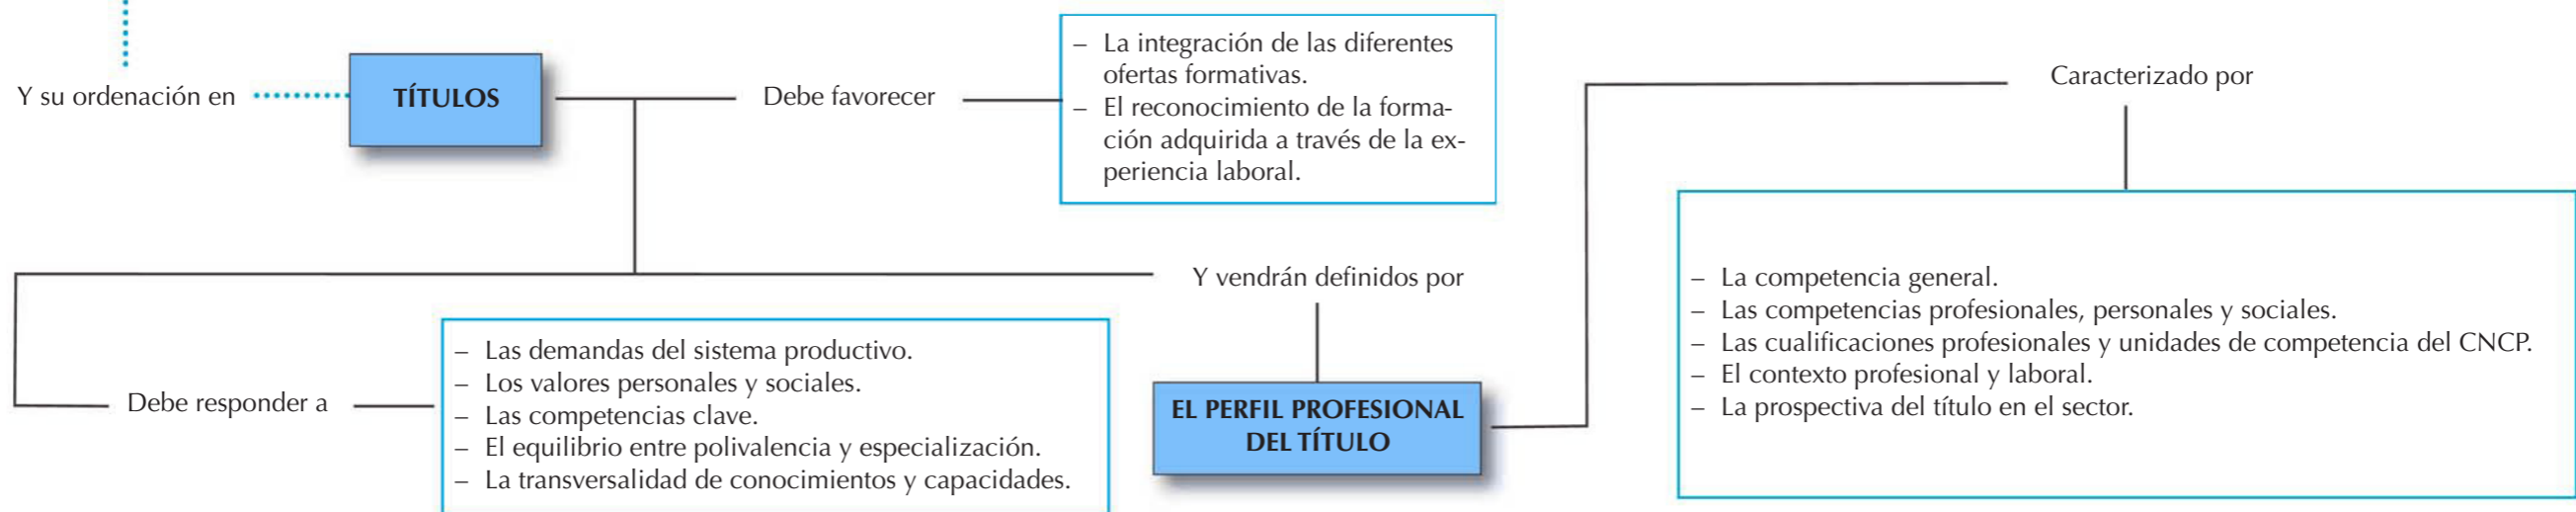 Y su ordenación en
TÍTULOS
Debe favorecer
– La integración de las diferentes
ofertas formativas.
– El reconocimiento de la forma-
ción adquirida a través de la ex-
periencia laboral.
Debe responder a
– Las demandas del sistema productivo.
– Los valores personales y sociales.
– Las competencias clave.
– El equilibrio entre polivalencia y especialización.
– La transversalidad de conocimientos y capacidades.
Y vendrán definidos por
EL PERFIL PROFESIONAL
DEL TÍTULO
Caracterizado por
– La competencia general.
– Las competencias profesionales, personales y sociales.
– Las cualificaciones profesionales y unidades de competencia del CNCP.
– El contexto profesional y laboral.
– La prospectiva del título en el sector.